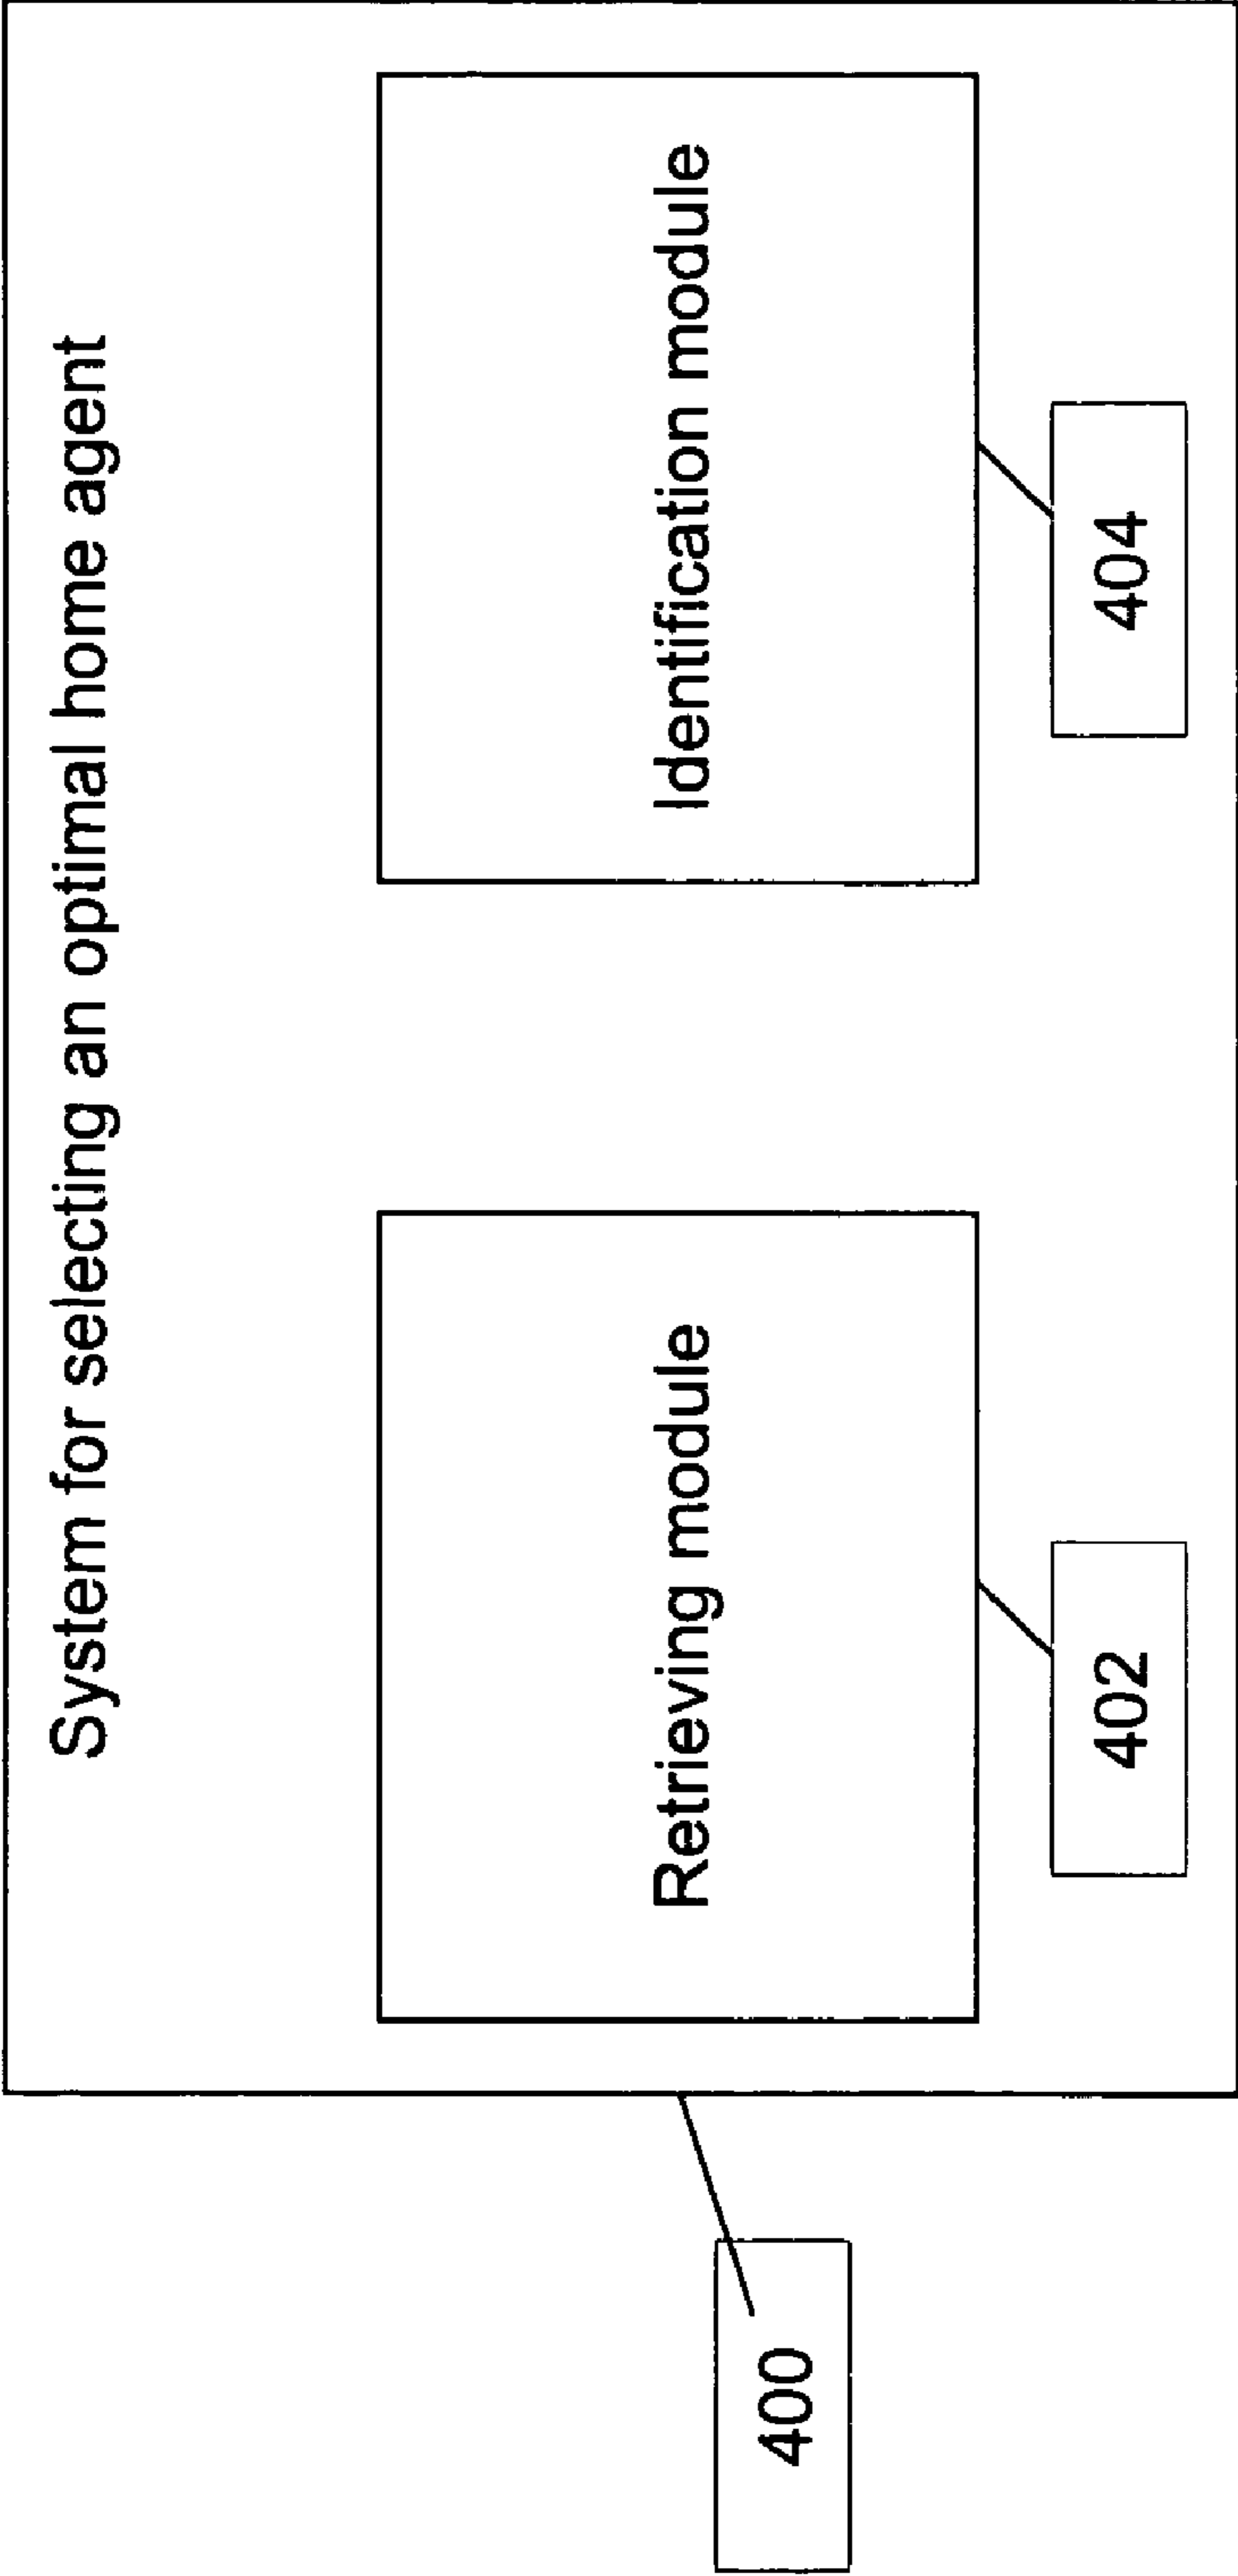 System for selecting an optimal home agent
Retrieving module
Identification module
400
402
404